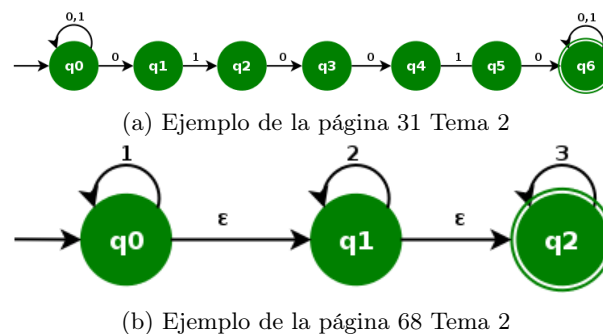 0,1 0,1
q0 0 q1 1 q2 0 q3 0 q4 1 q5 0 q6
(a) Ejemplo de la página 31 Tema 2
1 2 3
q0 ε q1 ε q2
(b) Ejemplo de la página 68 Tema 2